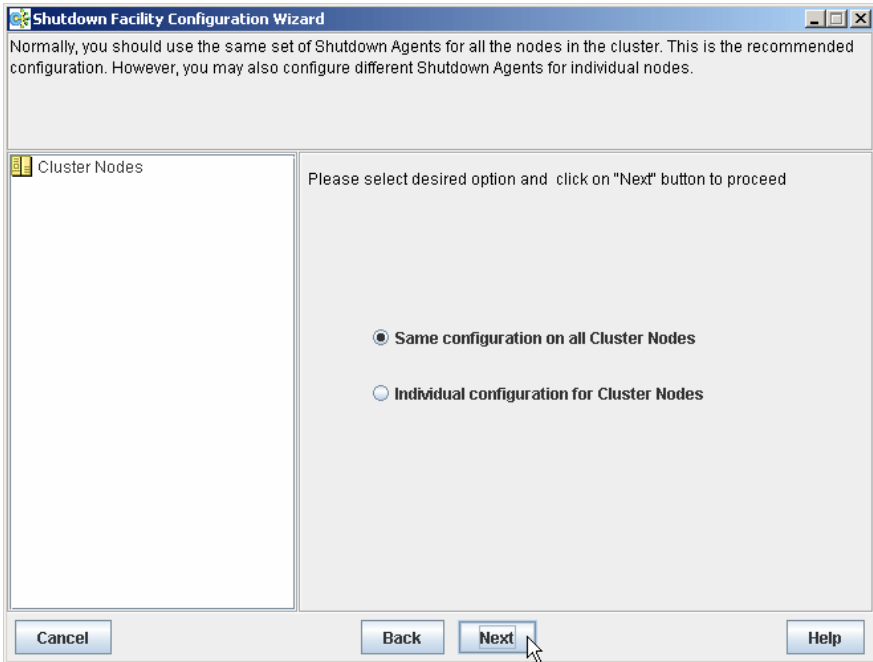 Shutdown Facility Configuration Wizard
Normally, you should use the same set of Shutdown Agents for all the nodes in the cluster. This is the recommended
configuration. However, you may also configure different Shutdown Agents for individual nodes.
Cluster Nodes
Please select desired option and click on "Next" button to proceed
Same configuration on all Cluster Nodes
Individual configuration for Cluster Nodes
Cancel
Back
Next
Help